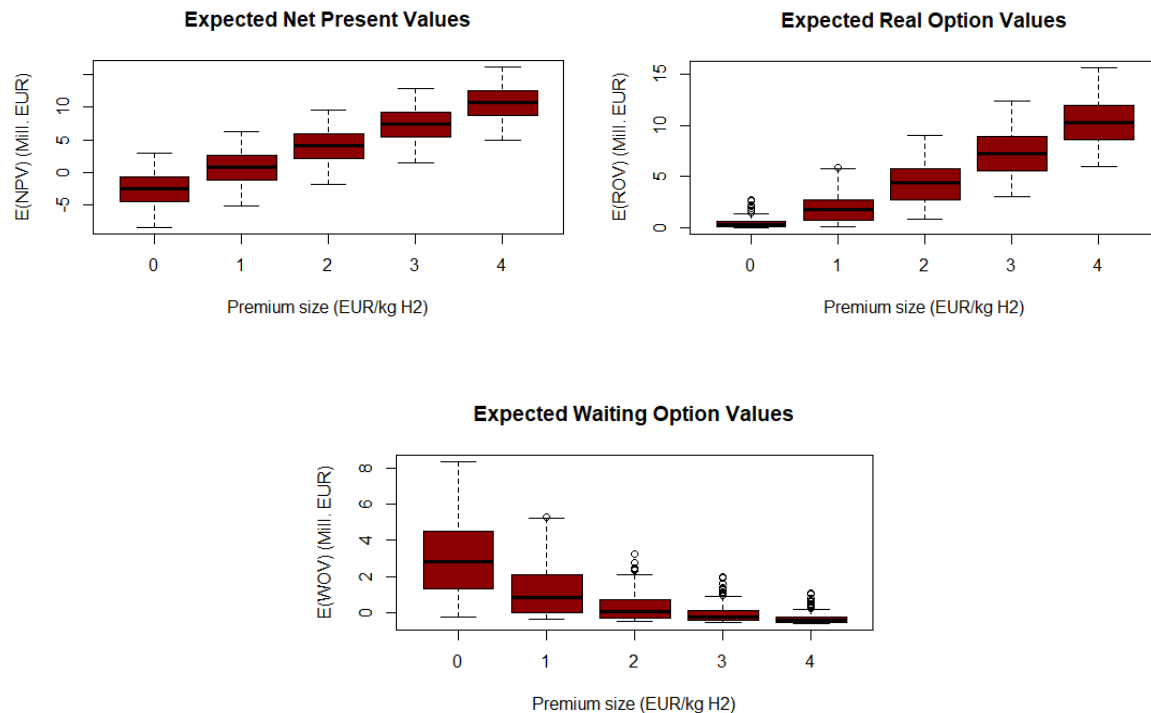 Expected Net Present Values
E(NPV) (Mill. EUR)
10
5
0
-5
0 1 2 3 4
Premium size (EUR/kg H2)
Expected Real Option Values
E(ROV) (Mill. EUR)
15
10
5
0
0 1 2 3 4
Premium size (EUR/kg H2)
Expected Waiting Option Values
E(WOV) (Mill. EUR)
8
6
4
2
0
0 1 2 3 4
Premium size (EUR/kg H2)